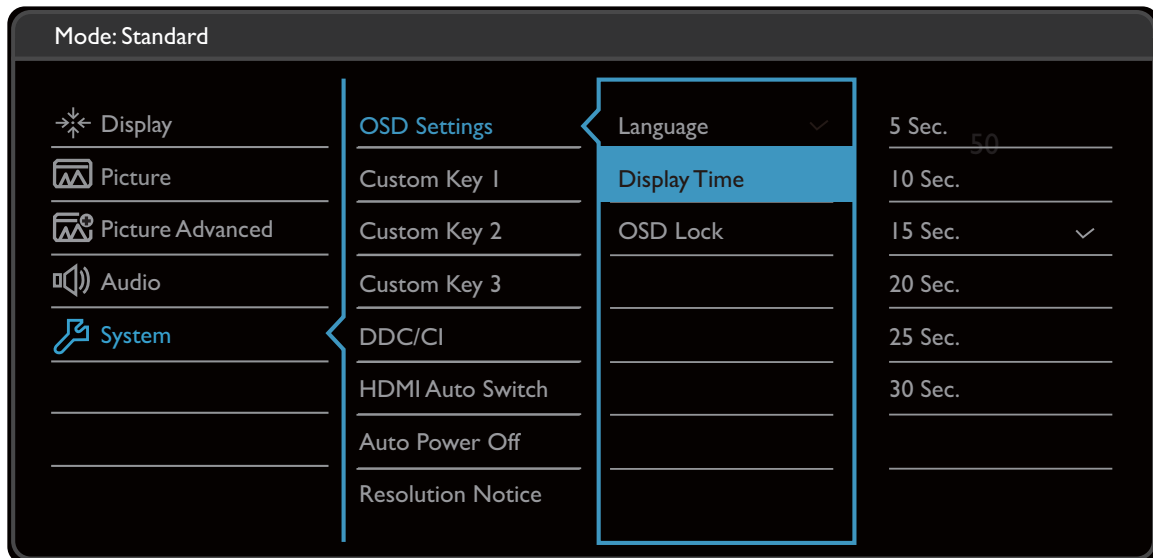 Mode: Standard
Display
Picture
Picture Advanced
Audio
System
OSD Settings
Custom Key 1
Custom Key 2
Custom Key 3
DDC/CI
HDMI Auto Switch
Auto Power Off
Resolution Notice
Language
Display Time
OSD Lock
5 Sec.
50
10 Sec.
15 Sec.
20 Sec.
25 Sec.
30 Sec.